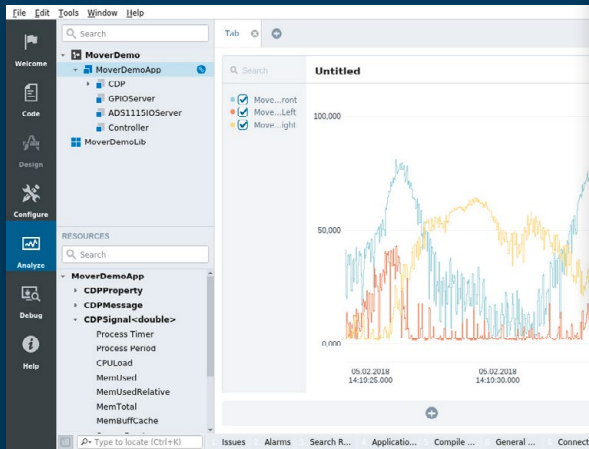 File Edit Tools Window Help
Welcome
Code
Design
Configure
Analyze
Debug
Help
Search
MoverDemo
MoverDemoApp
CDP
GPIOServer
ADS1115IOServer
Controller
MoverDemoLib
RESOURCES
Search
MoverDemoApp
CDPProperty
CDPMessage
CDPSignal<double>
Process Timer
Process Period
CPULoad
MemUsed
MemUsedRelative
MemTotal
MemBuffCache
Tab
Search
Move...ront
Move...Left
Move...ight
Untitled
100,000
50,000
0,000
05.02.2018
14:10:25.000
05.02.2018
14:10:30.000
Type to locate (Ctrl+K)
Issues Alarms Search R... Applicatio... Compile ... General ... Connect